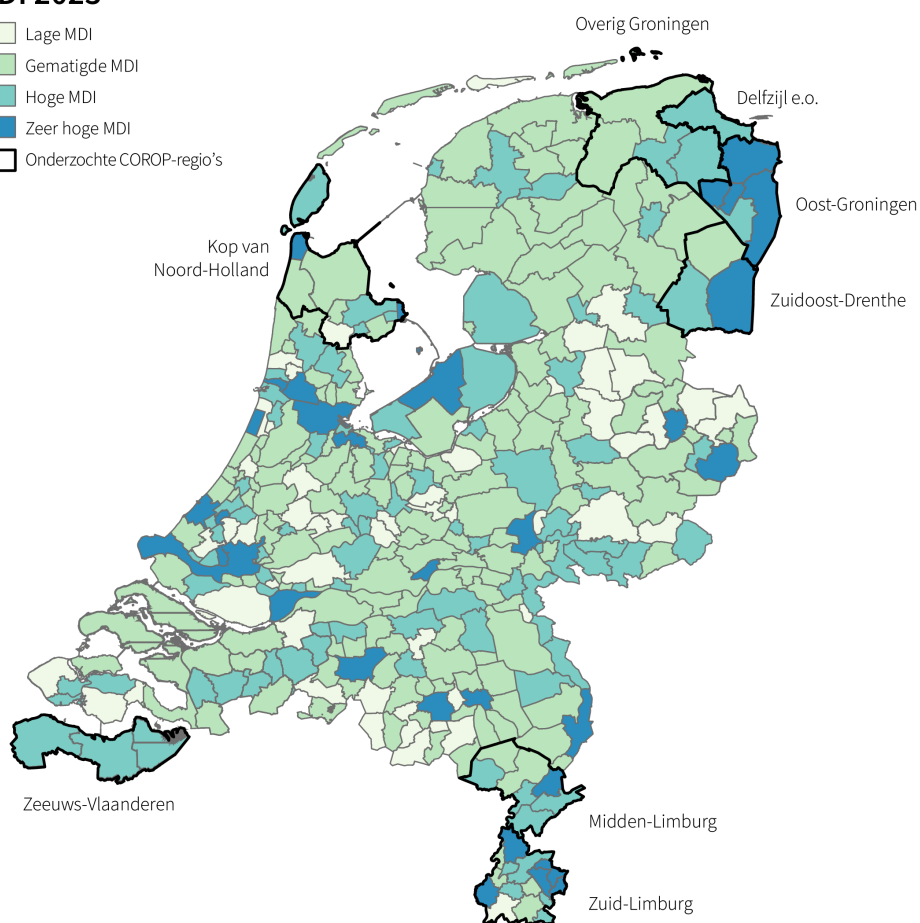 Lage MDI
Gematigde MDI
Hoge MDI
Zeer hoge MDI
Onderzochte COROP-regio's
Overig Groningen
Delfzijl e.o.
Oost-Groningen
Kop van
Noord-Holland
Zuidoost-Drenthe
Zeeuws-Vlaanderen
Midden-Limburg
Zuid-Limburg